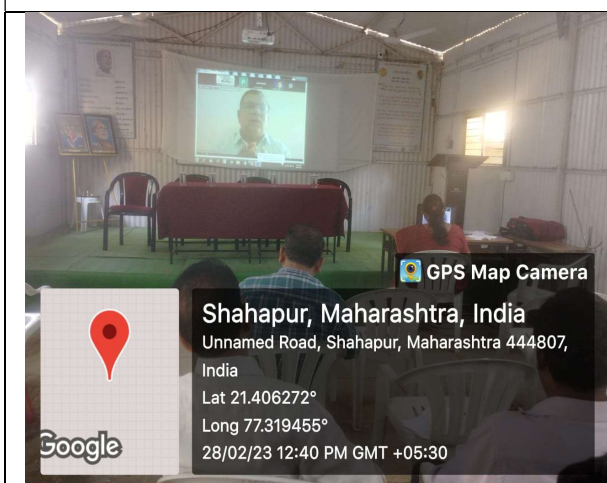 GPS Map Camera
Shahapur, Maharashtra, India
Unnamed Road, Shahapur, Maharashtra 444807,
India
Lat 21.406272°
Long 77.319455°
28/02/23 12:40 PM GMT +05:30
Google